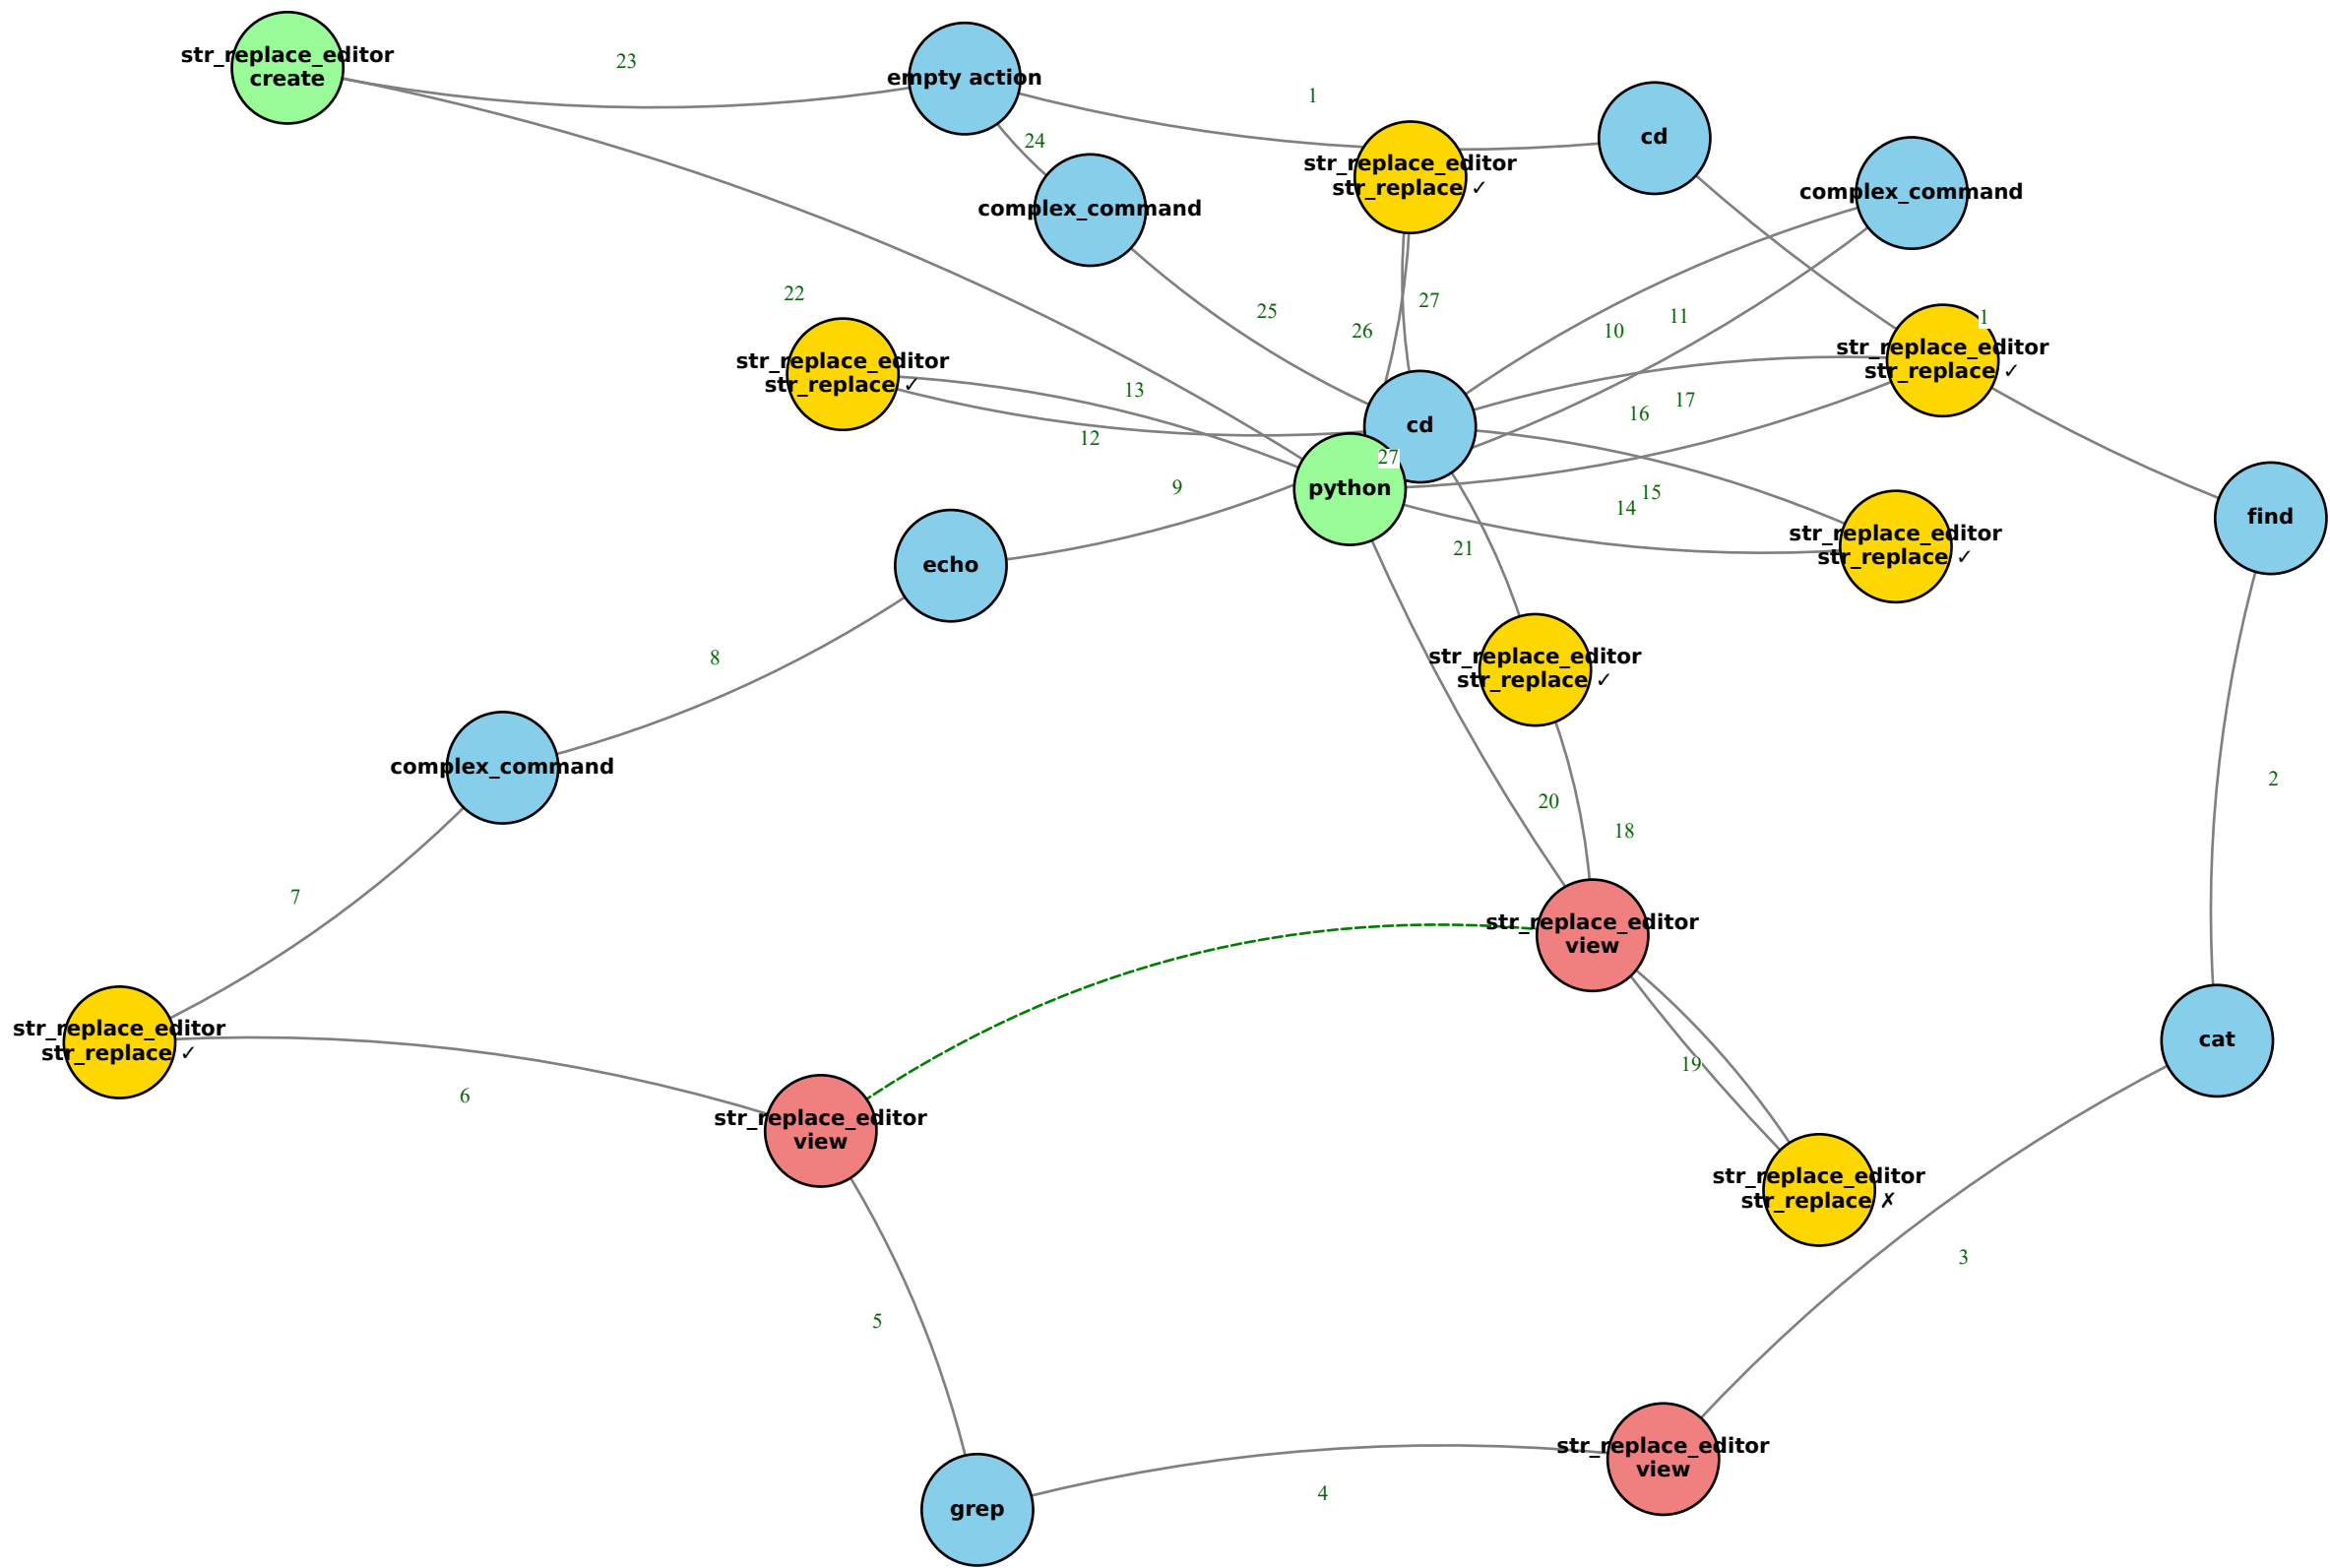 str_replace_editor
create
23
empty action
1
cd
24
str_replace_editor
str_replace ✓
complex_command
complex_command
22
25
26
27
10
11
1
str_replace_editor
str_replace ✓
str_replace_editor
str_replace ✓
13
12
16
17
cd
27
python
9
14
15
find
str_replace_editor
str_replace ✓
21
echo
8
str_replace_editor
str_replace ✓
complex_command
20
18
2
7
str_replace_editor
view
str_replace_editor
str_replace ✓
cat
19
6
str_replace_editor
view
str_replace_editor
str_replace ✗
3
5
str_replace_editor
view
4
grep